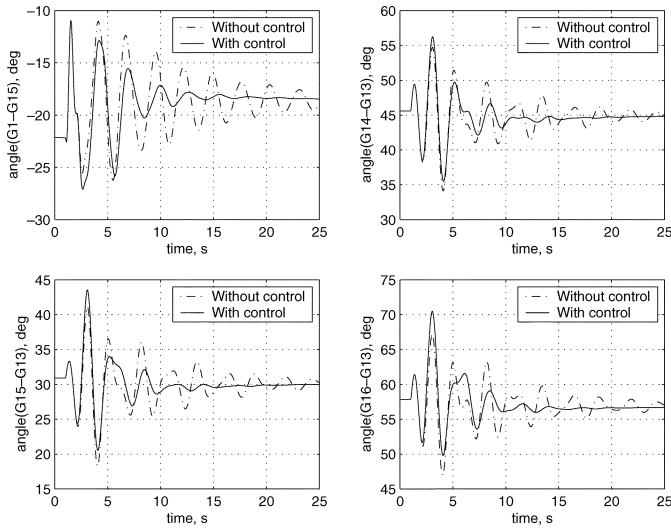 angle(G1–G15), deg
−10
−15
−20
−25
−30
Without control
With control
0 5 10 15 20 25
time, s
angle(G14–G13), deg
60
55
50
45
40
35
30
Without control
With control
0 5 10 15 20 25
time, s
angle(G15–G13), deg
45
40
35
30
25
20
15
Without control
With control
0 5 10 15 20 25
time, s
angle(G16–G13), deg
75
70
65
60
55
50
45
Without control
With control
0 5 10 15 20 25
time, s